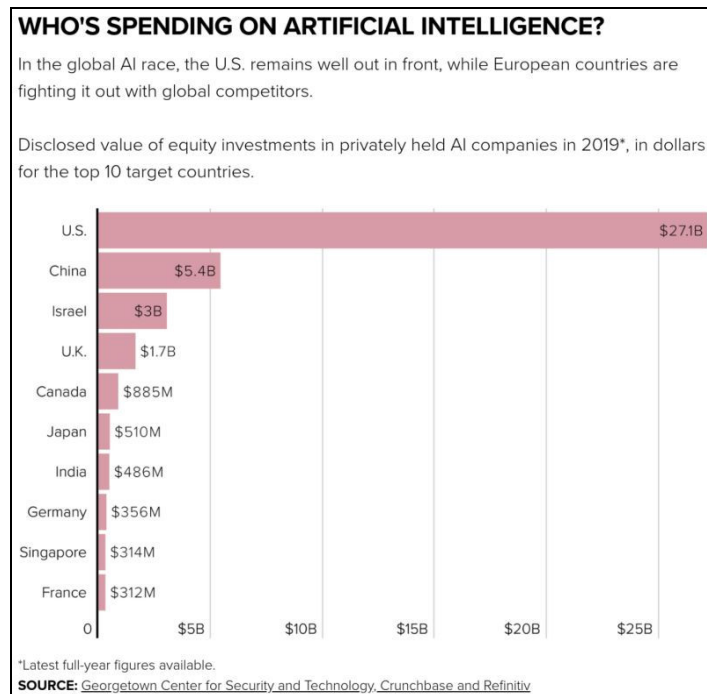 WHO'S SPENDING ON ARTIFICIAL INTELLIGENCE?
In the global AI race, the U.S. remains well out in front, while European countries are
fighting it out with global competitors.
Disclosed value of equity investments in privately held AI companies in 2019*, in dollars
for the top 10 target countries.
U.S. $27.1B
China $5.4B
Israel $3B
U.K. $1.7B
Canada $885M
Japan $510M
India $486M
Germany $356M
Singapore $314M
France $312M
0 $5B $10B $15B $20B $25B
*Latest full-year figures available.
SOURCE: Georgetown Center for Security and Technology, Crunchbase and Refinitiv